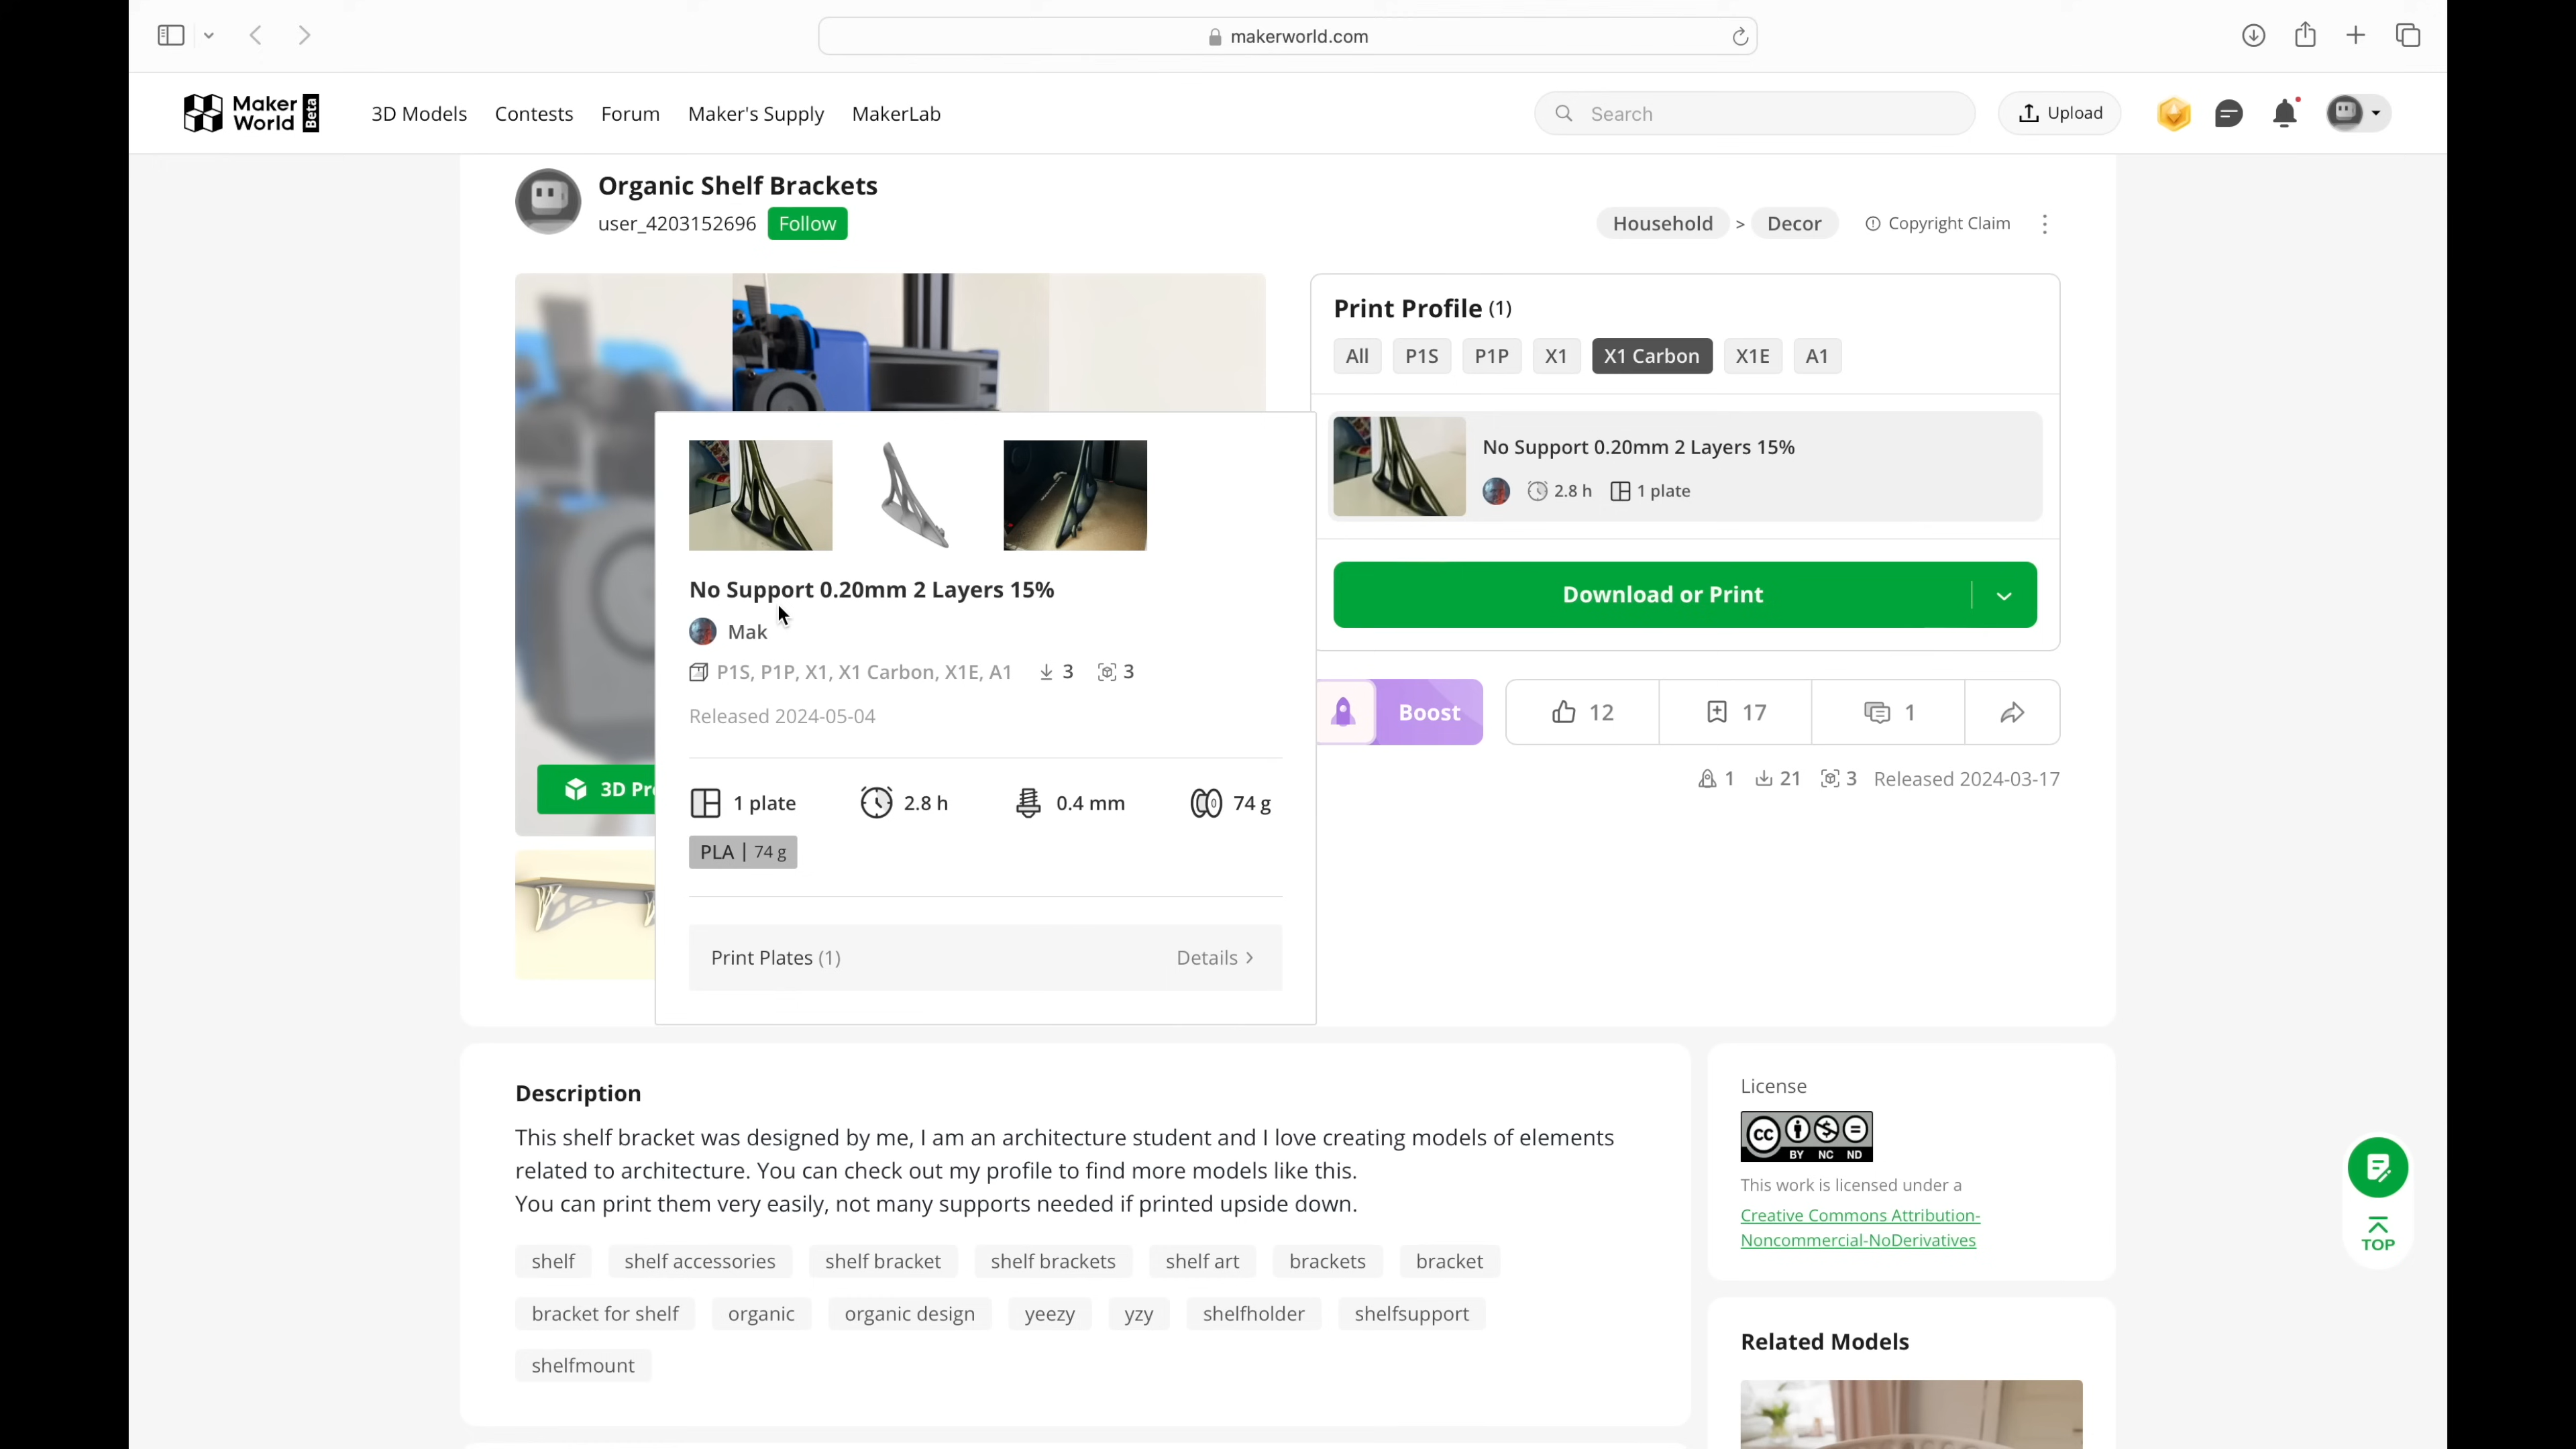 makerworld.com
Maker World Beta
3D Models Contests Forum Maker's Supply MakerLab
Search
Upload
Organic Shelf Brackets
user_4203152696 Follow
Household > Decor Copyright Claim
Print Profile (1)
All P1S P1P X1 X1 Carbon X1E A1
No Support 0.20mm 2 Layers 15%
2.8 h 1 plate
Download or Print
Boost
12 17 1
1 21 3 Released 2024-03-17
No Support 0.20mm 2 Layers 15%
Mak
P1S, P1P, X1, X1 Carbon, X1E, A1 3 3
Released 2024-05-04
1 plate 2.8 h 0.4 mm 74 g
PLA | 74 g
Print Plates (1) Details >
3D Pr
Description
This shelf bracket was designed by me, I am an architecture student and I love creating models of elements
related to architecture. You can check out my profile to find more models like this.
You can print them very easily, not many supports needed if printed upside down.
shelf shelf accessories shelf bracket shelf brackets shelf art brackets bracket
bracket for shelf organic organic design yeezy yzy shelfholder shelfsupport
shelfmount
License
CC BY NC ND
This work is licensed under a
Creative Commons Attribution-
Noncommercial-NoDerivatives
TOP
Related Models